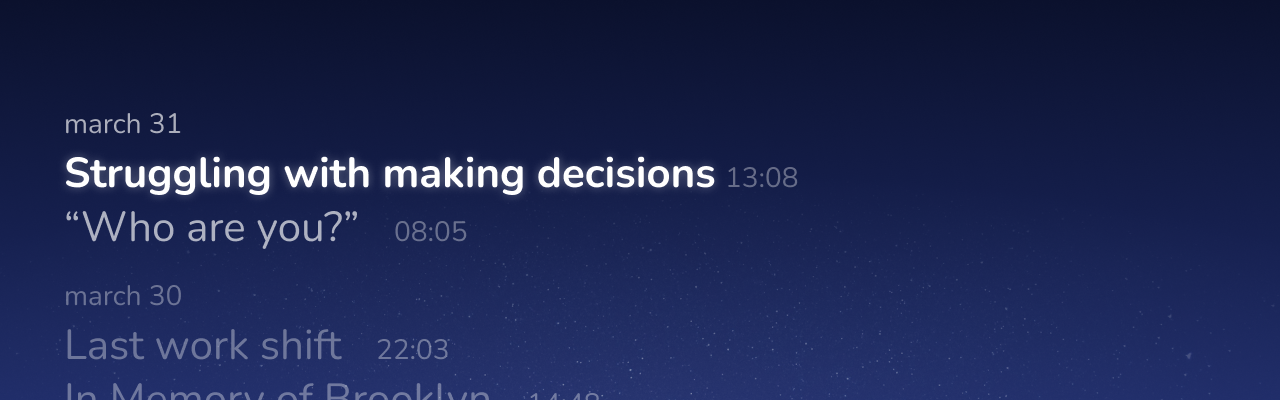 march 31
Struggling with making decisions 13:08
“Who are you?” 08:05
march 30
Last work shift 22:03
In Memory of Brooklyn 14:48